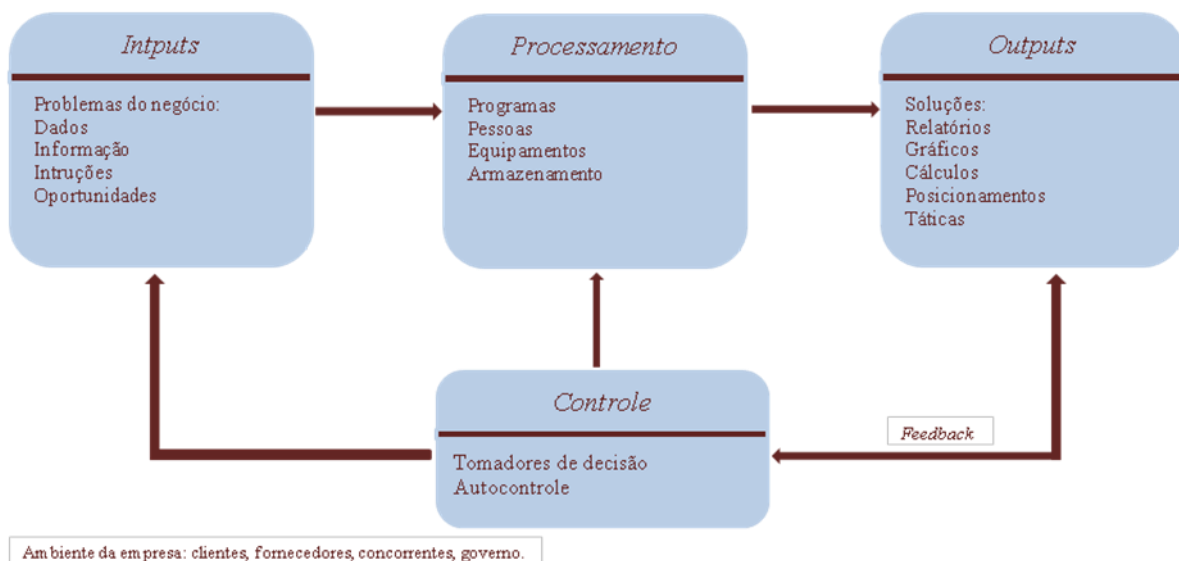 Intputs
Problemas do negócio:
Dados
Informação
Intruções
Oportunidades
Processamento
Programas
Pessoas
Equipamentos
Armazenamento
Outputs
Soluções:
Relatórios
Gráficos
Cálculos
Posicionamentos
Táticas
Controle
Tomadores de decisão
Autocontrole
Feedback
Ambiente da empresa: clientes, fornecedores, concorrentes, governo.